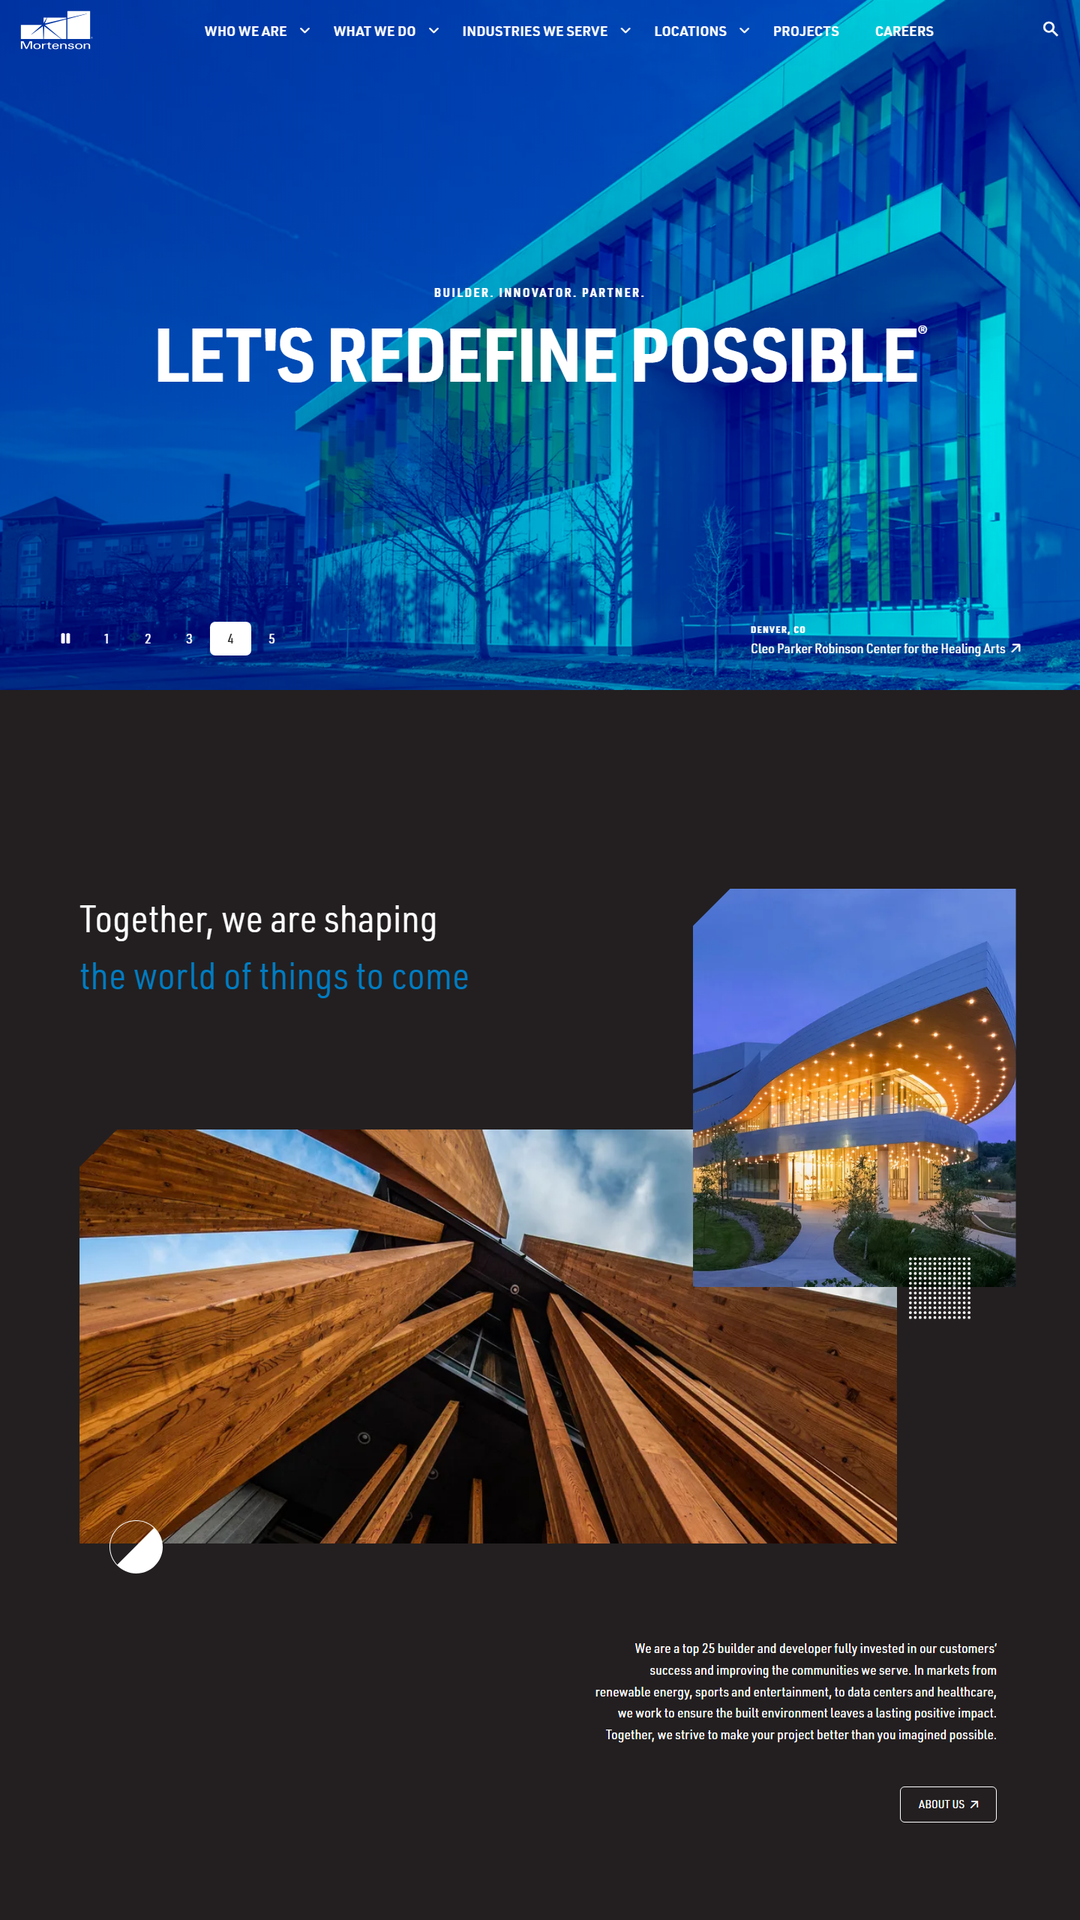 Mortenson
WHO WE ARE
WHAT WE DO
INDUSTRIES WE SERVE
LOCATIONS
PROJECTS
CAREERS
BUILDER. INNOVATOR. PARTNER.
LET'S REDEFINE POSSIBLE®
1 2 3 4 5
DENVER, CO
Cleo Parker Robinson Center for the Healing Arts
Together, we are shaping
the world of things to come
We are a top 25 builder and developer fully invested in our customers’
success and improving the communities we serve. In markets from
renewable energy, sports and entertainment, to data centers and healthcare,
we work to ensure the built environment leaves a lasting positive impact.
Together, we strive to make your project better than you imagined possible.
ABOUT US